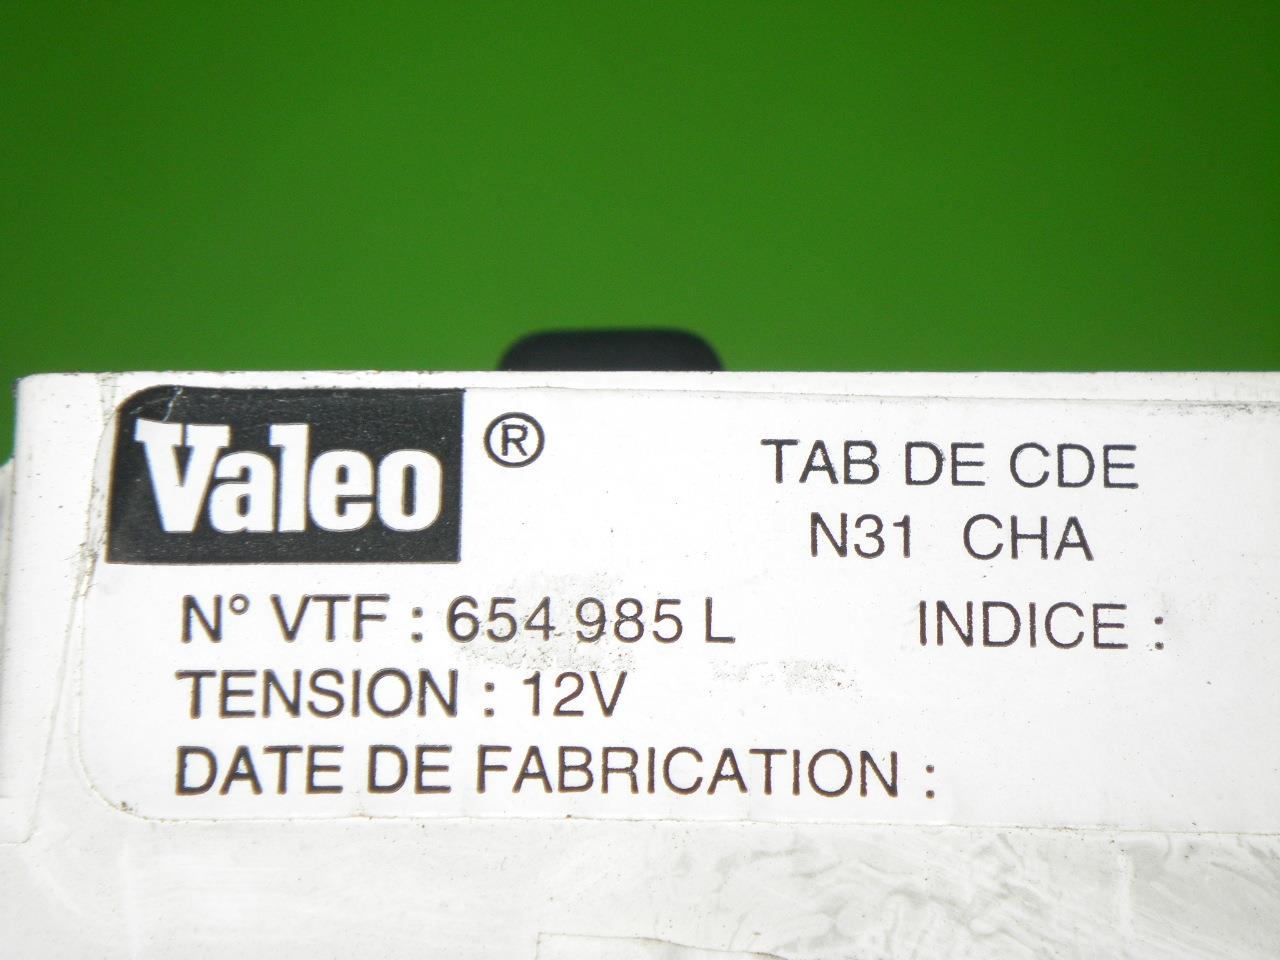 Valeo ®
TAB DE CDE
N31 CHA
N° VTF : 654 985 L
INDICE :
TENSION : 12V
DATE DE FABRICATION :